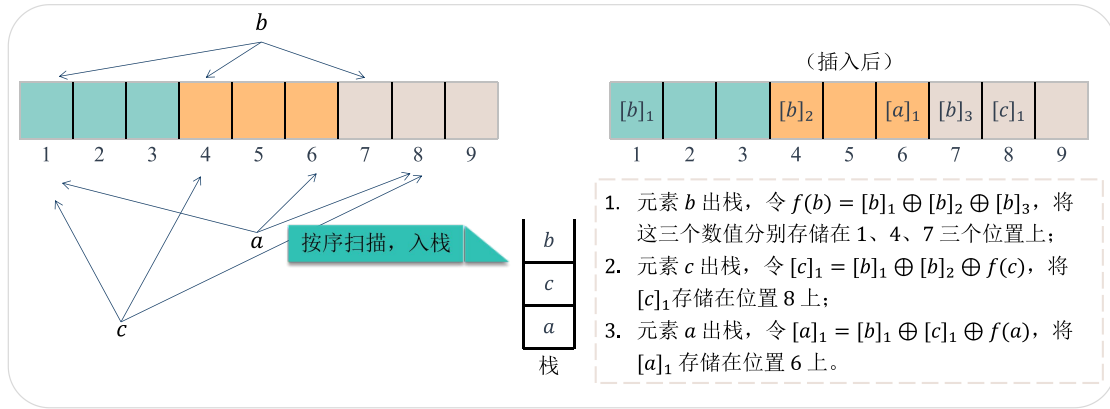 b
1 2 3 4 5 6 7 8 9
a
c
按序扫描，入栈
b
c
a
栈
（插入后）
[b]₁ [b]₂ [a]₁ [b]₃ [c]₁
1 2 3 4 5 6 7 8 9
1. 元素 b 出栈，令 f(b) = [b]₁ ⊕ [b]₂ ⊕ [b]₃，将
这三个数值分别存储在 1、4、7 三个位置上；
2. 元素 c 出栈，令 [c]₁ = [b]₁ ⊕ [b]₂ ⊕ f(c)，将
[c]₁存储在位置 8 上；
3. 元素 a 出栈，令 [a]₁ = [b]₁ ⊕ [c]₁ ⊕ f(a)，将
[a]₁ 存储在位置 6 上。